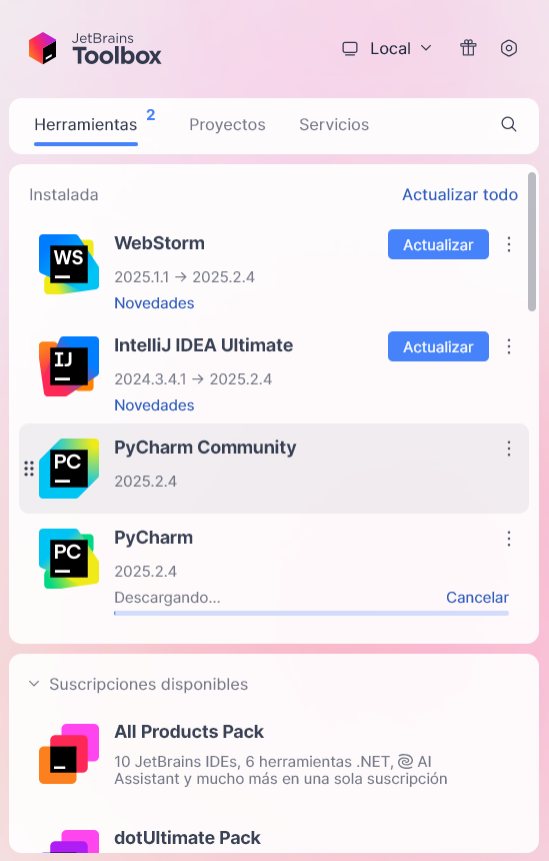 JetBrains
Toolbox
Local
Herramientas 2
Proyectos
Servicios
Instalada
Actualizar todo
WS
WebStorm
Actualizar
2025.1.1 → 2025.2.4
Novedades
IJ
IntelliJ IDEA Ultimate
Actualizar
2024.3.4.1 → 2025.2.4
Novedades
PC
PyCharm Community
2025.2.4
PC
PyCharm
2025.2.4
Descargando...
Cancelar
Suscripciones disponibles
All Products Pack
10 JetBrains IDEs, 6 herramientas .NET, AI
Assistant y mucho más en una sola suscripción
dotUltimate Pack